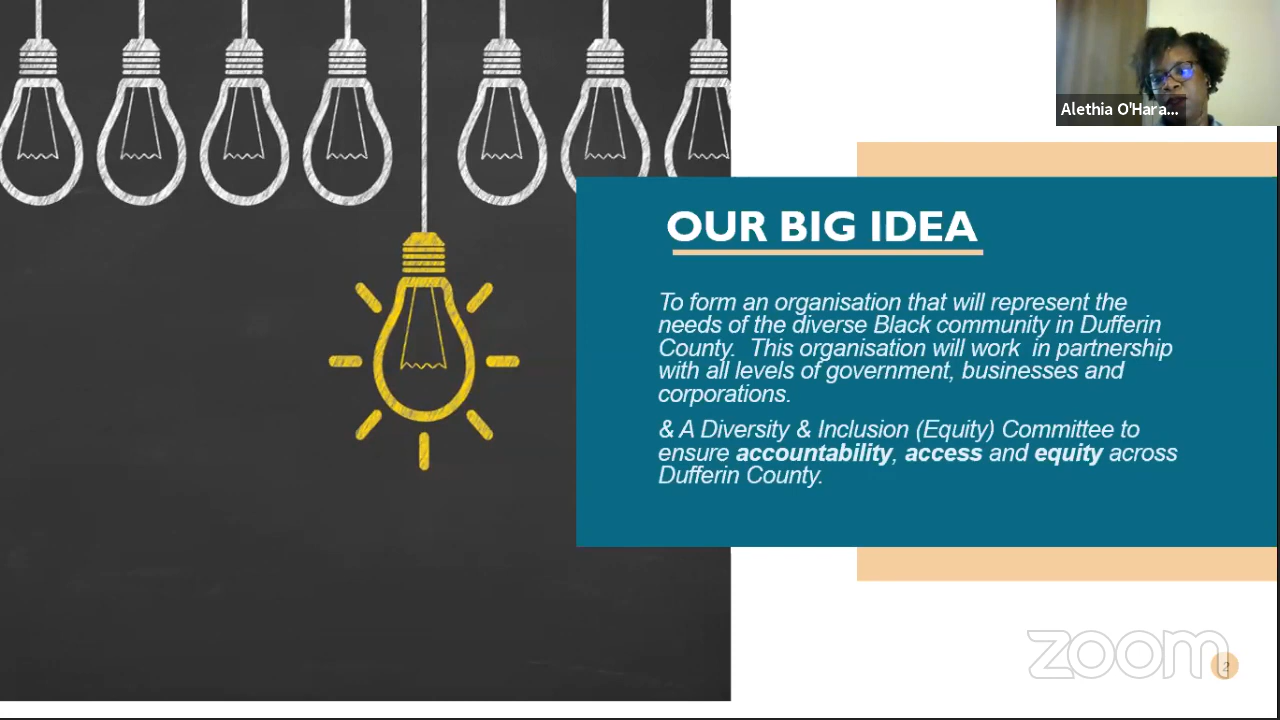 Alethia O'Hara...
OUR BIG IDEA
To form an organisation that will represent the
needs of the diverse Black community in Dufferin
County.  This organisation will work  in partnership
with all levels of government, businesses and
corporations.
& A Diversity & Inclusion (Equity) Committee to
ensure accountability, access and equity across
Dufferin County.
zoom
2